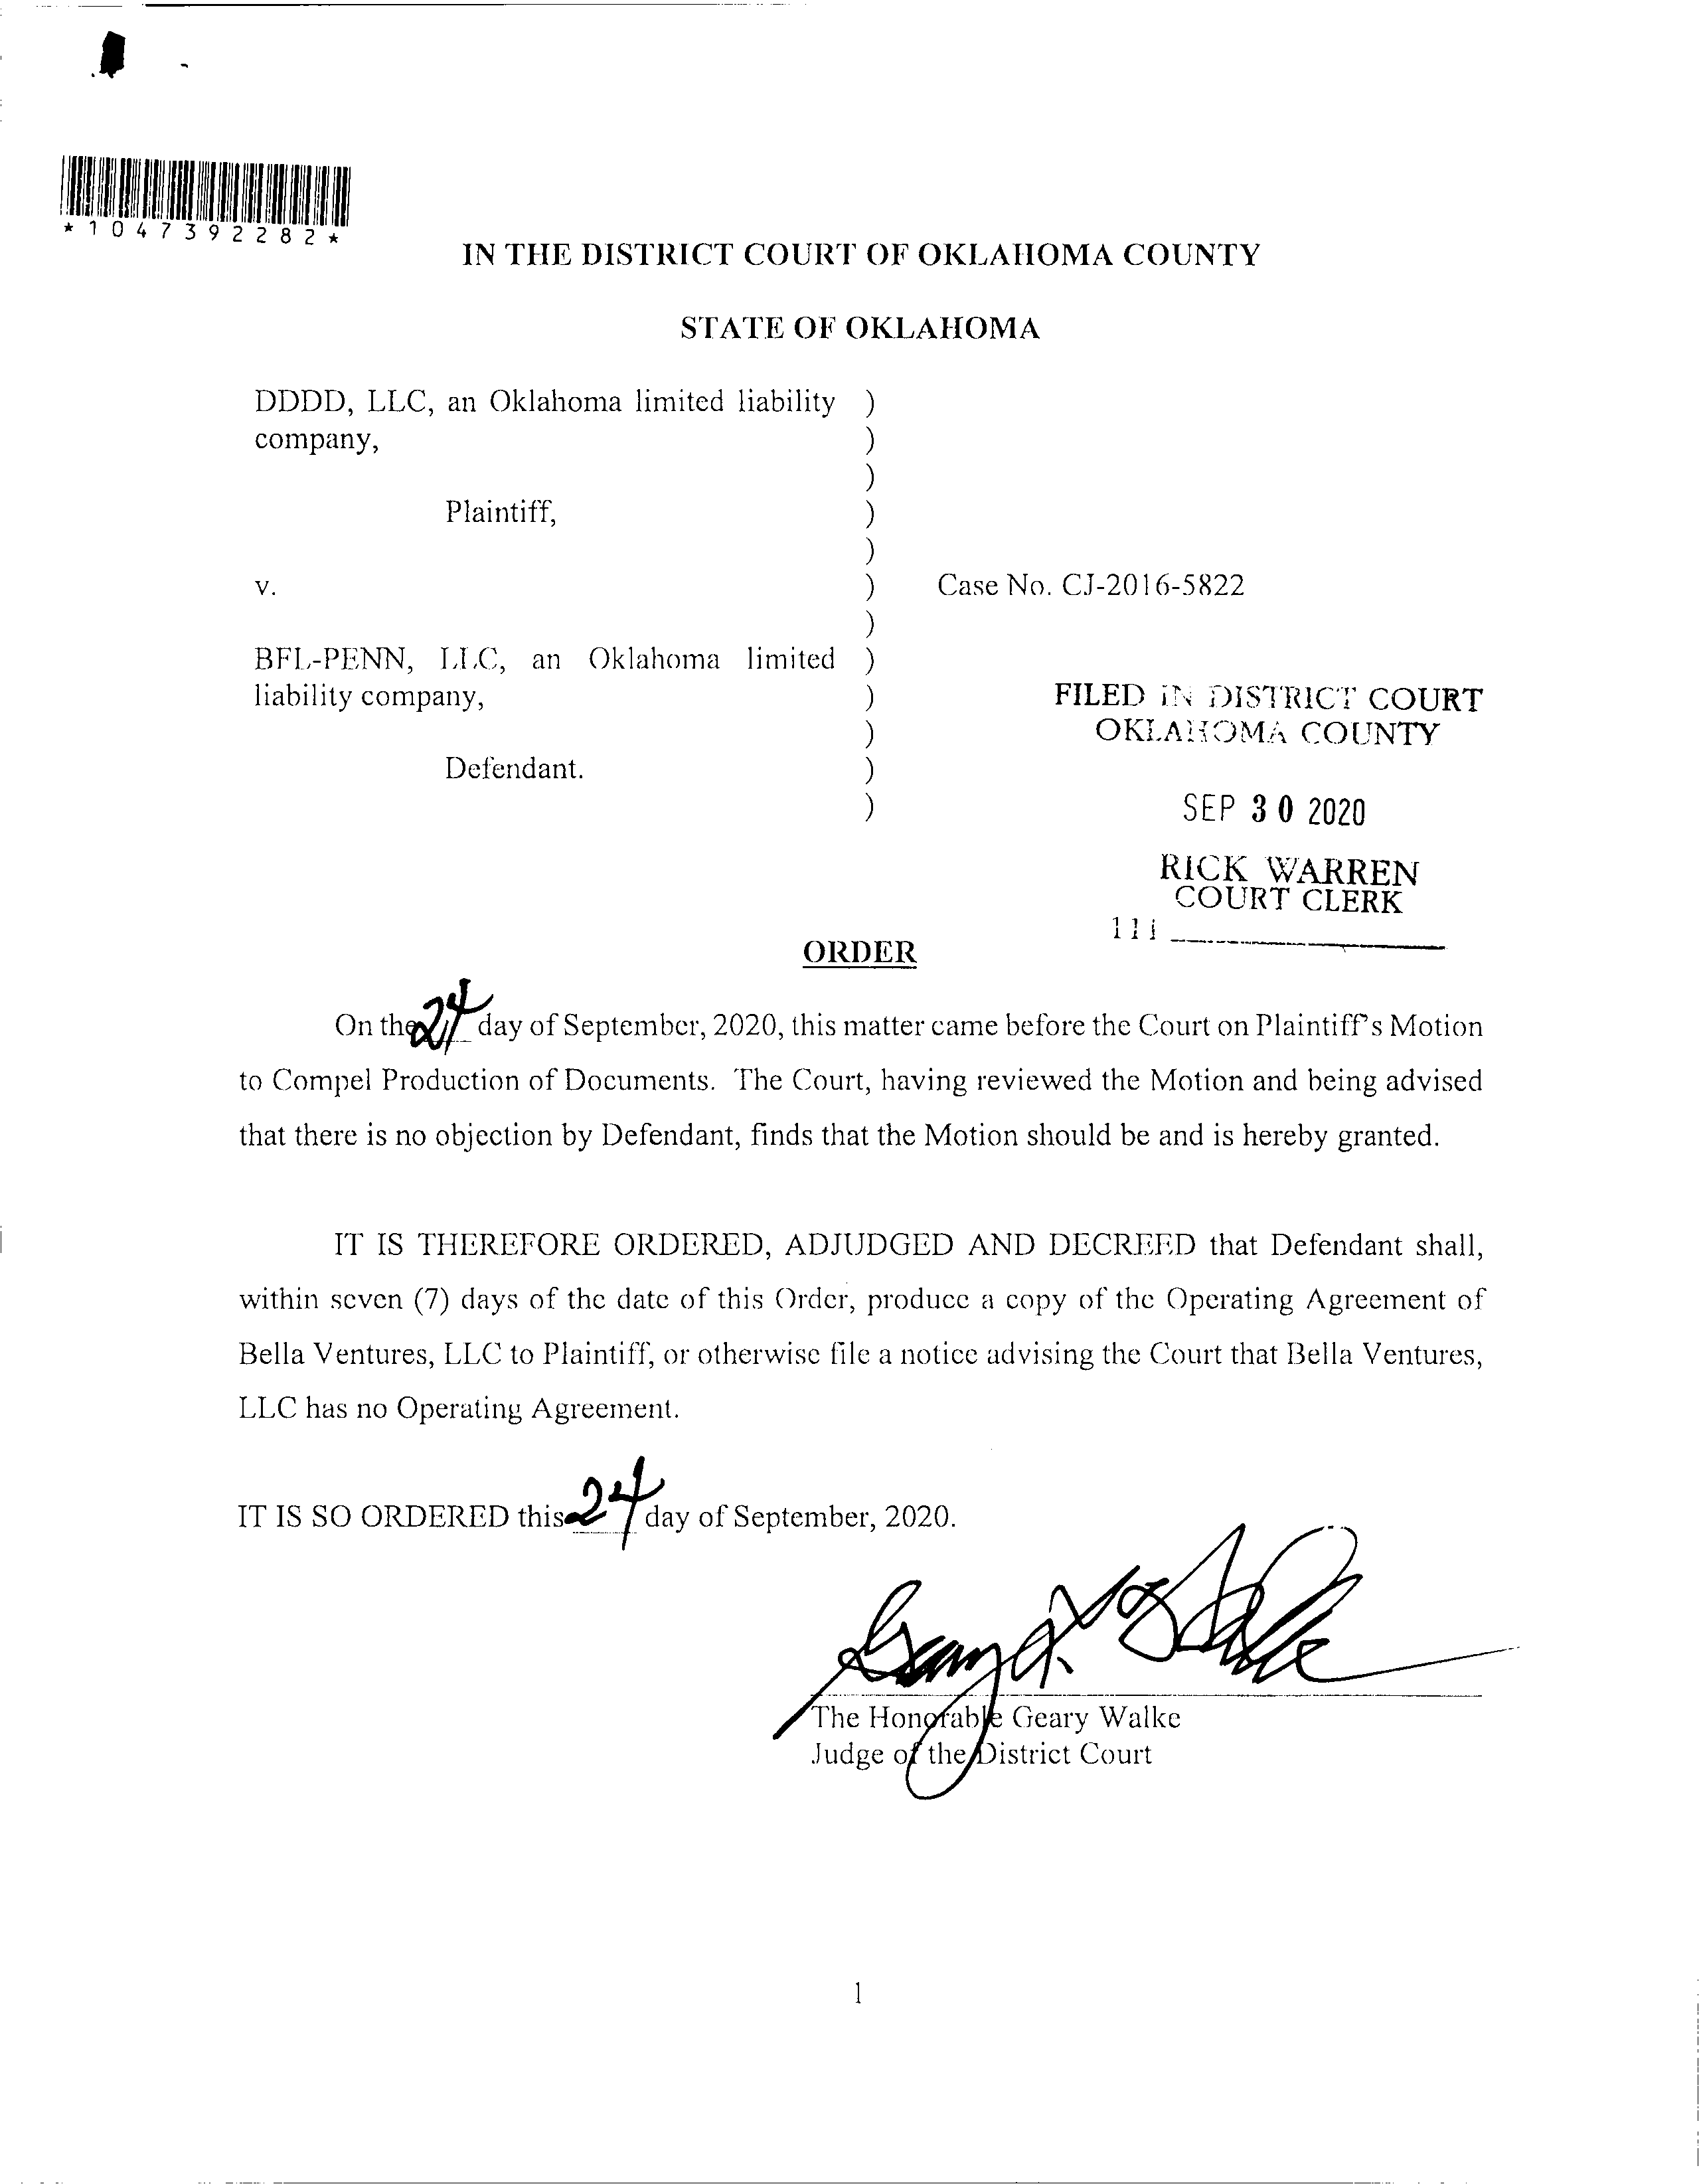 *1047392282*
IN THE DISTRICT COURT OF OKLAHOMA COUNTY
STATE OF OKLAHOMA
DDDD, LLC, an Oklahoma limited liability )
company, )
)
Plaintiff, )
)
v. ) Case No. CJ-2016-5822
)
BFL-PENN, LLC, an Oklahoma limited )
liability company, )
)
Defendant. )
)
FILED IN DISTRICT COURT
OKLAHOMA COUNTY
SEP 30 2020
RICK WARREN
COURT CLERK
111
ORDER
On the 24 day of September, 2020, this matter came before the Court on Plaintiff's Motion
to Compel Production of Documents. The Court, having reviewed the Motion and being advised
that there is no objection by Defendant, finds that the Motion should be and is hereby granted.
IT IS THEREFORE ORDERED, ADJUDGED AND DECREED that Defendant shall,
within seven (7) days of the date of this Order, produce a copy of the Operating Agreement of
Bella Ventures, LLC to Plaintiff, or otherwise file a notice advising the Court that Bella Ventures,
LLC has no Operating Agreement.
IT IS SO ORDERED this 24 day of September, 2020.
The Honorable Geary Walke
Judge of the District Court
1